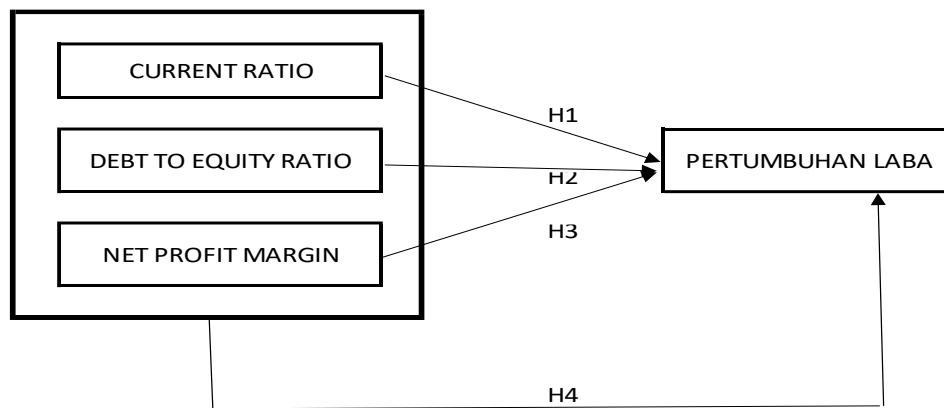 CURRENT RATIO
H1
DEBT TO EQUITY RATIO
PERTUMBUHAN LABA
H2
H3
NET PROFIT MARGIN
H4